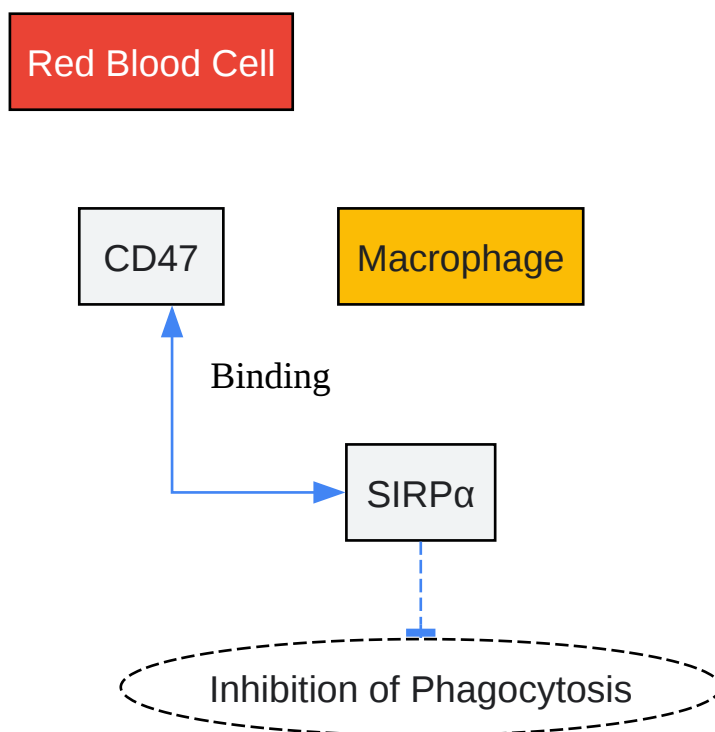 Red Blood Cell
CD47
Macrophage
Binding
SIRPα
Inhibition of Phagocytosis